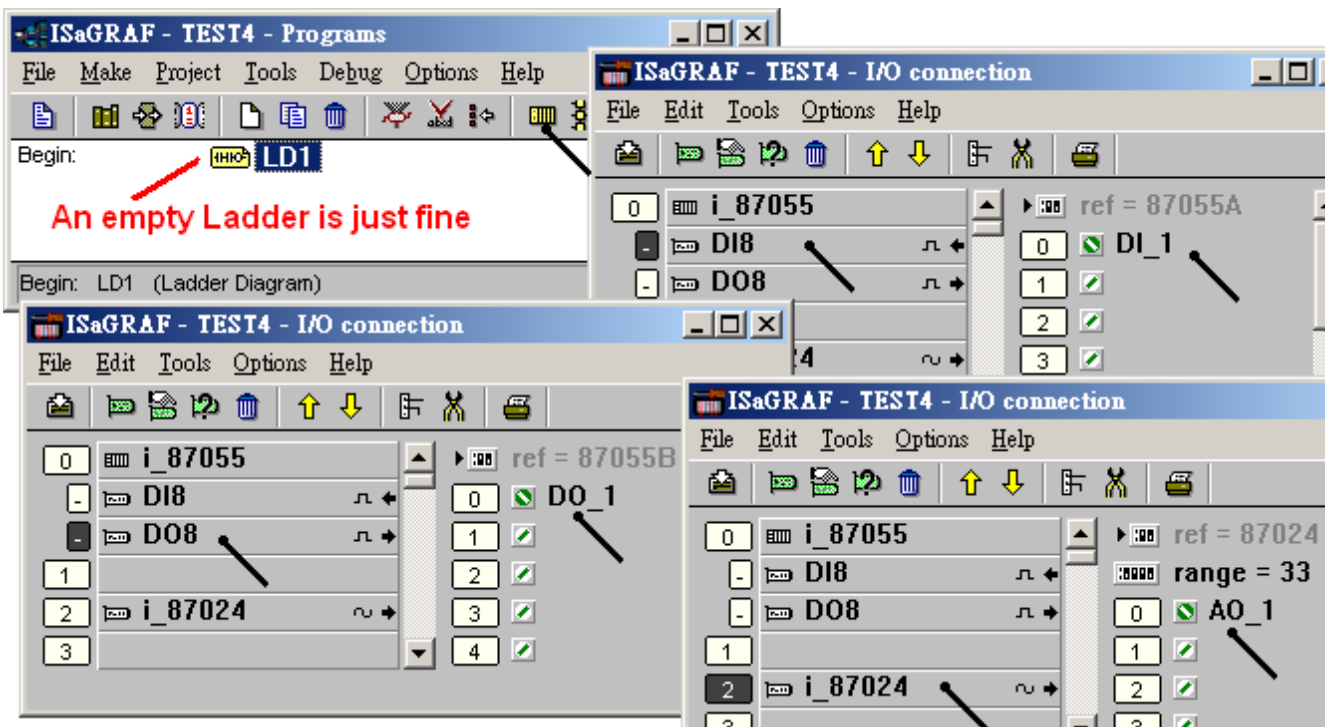 ISaGRAF - TEST4 - Programs
File Make Project Tools Debug Options Help
Begin: LD1
An empty Ladder is just fine
Begin: LD1 (Ladder Diagram)
ISaGRAF - TEST4 - I/O connection
File Edit Tools Options Help
0 i_87055 ref = 87055A
- DI8 0 DI_1
- DO8 1
2
3
ISaGRAF - TEST4 - I/O connection
File Edit Tools Options Help
0 i_87055 ref = 87055B
- DI8 0 DO_1
- DO8 1
1 2
2 i_87024 3
3 4
ISaGRAF - TEST4 - I/O connection
File Edit Tools Options Help
0 i_87055 ref = 87024
- DI8 range = 33
- DO8 0 AO_1
1 1
2 i_87024 2
3 3